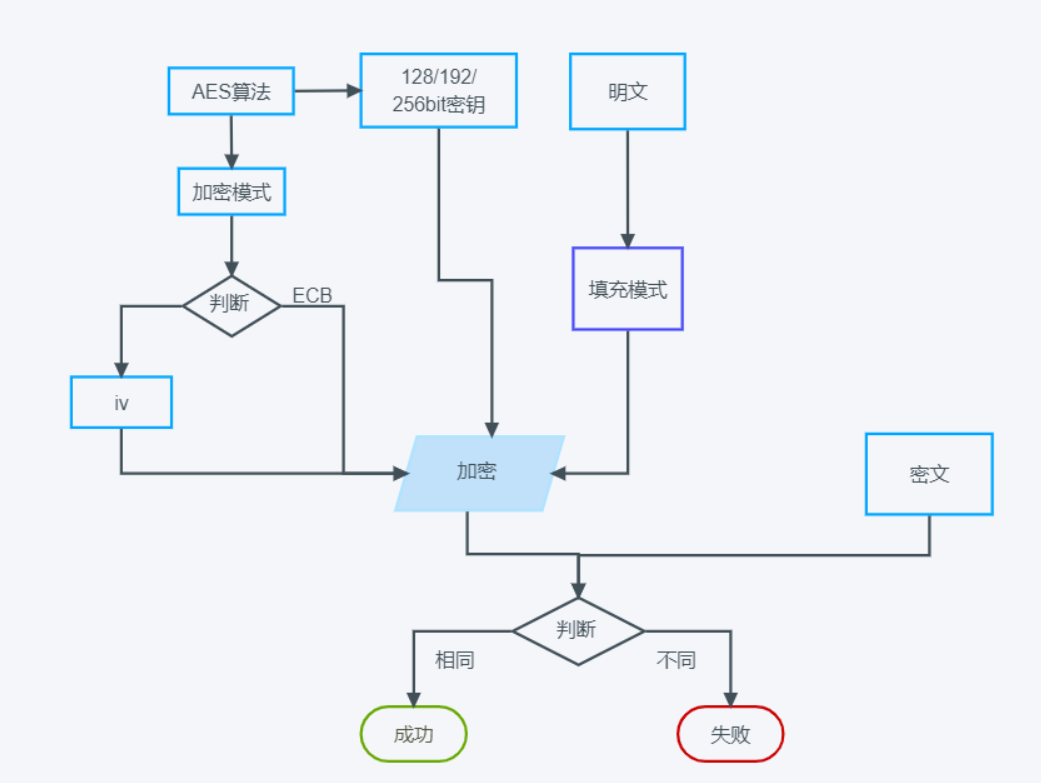 AES算法
128/192/
256bit密钥
明文
加密模式
填充模式
判断
ECB
iv
加密
密文
判断
相同
不同
成功
失败